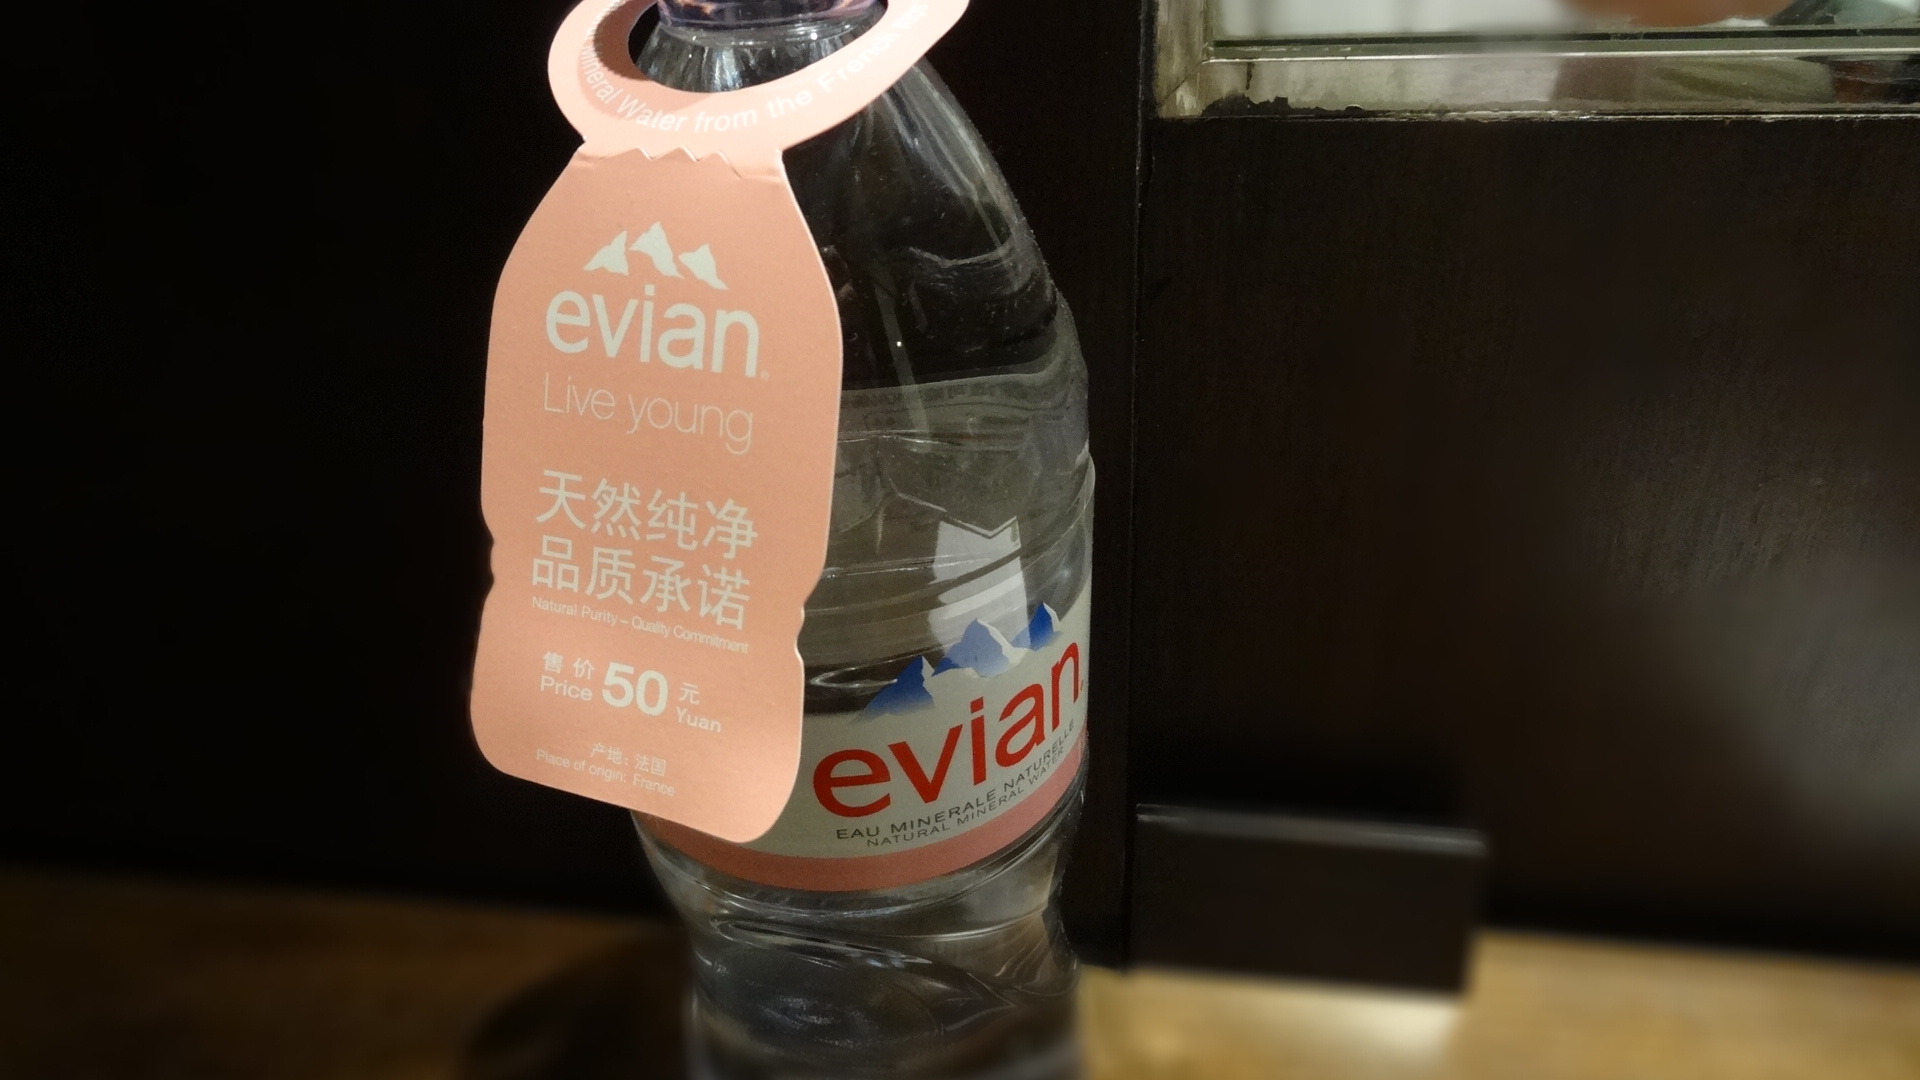 Mineral Water from the French
evian
Live young
天然纯净
品质承诺
Natural Purity – Quality Commitment
售价 50 元
Price Yuan
产地：法国
Place of origin: France
evian
EAU MINERALE NATURELLE
NATURAL MINERAL WATER